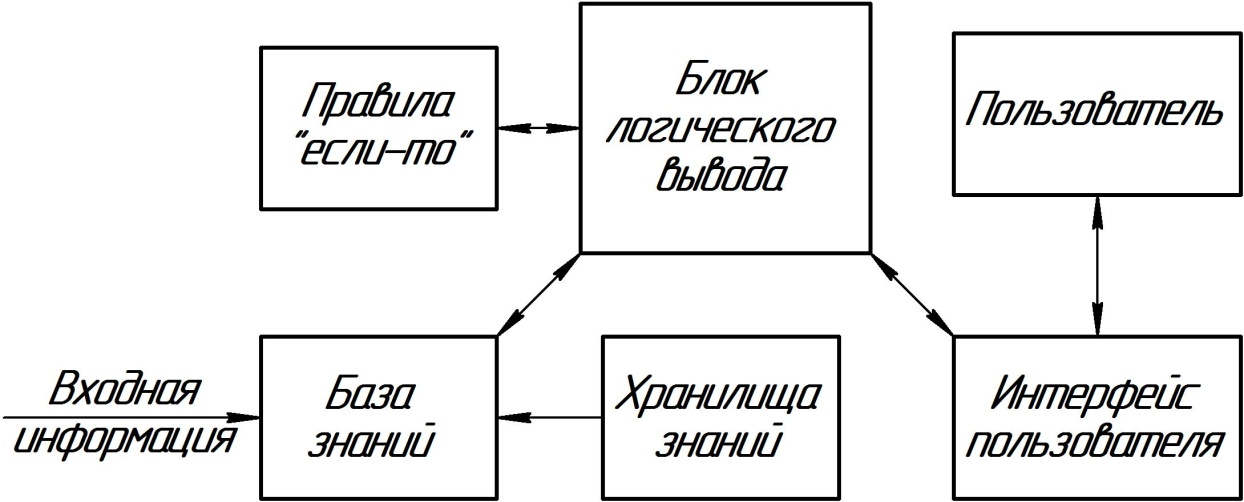 Правила
"если-то"
Блок
логического
вывода
Пользователь
Входная
информация
База
знаний
Хранилища
знаний
Интерфейс
пользователя